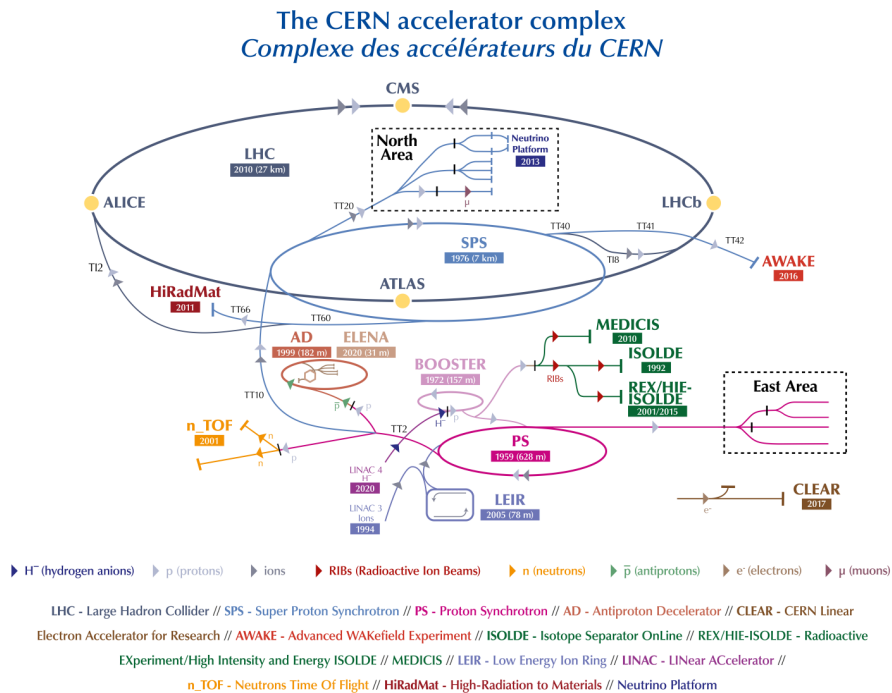 The CERN accelerator complex
Complexe des accélérateurs du CERN
CMS
North
Area
Neutrino
Platform
2013
LHC
2010 (27 km)
ALICE
TT20
μ
LHCb
TT40
TT41
TT42
SPS
1976 (7 km)
TI8
TI2
AWAKE
2016
HiRadMat
2011
TT66
ATLAS
TT60
AD
1999 (182 m)
ELENA
2020 (31 m)
MEDICIS
2010
BOOSTER
1972 (157 m)
ISOLDE
1992
RIBs
REX/HIE-
ISOLDE
2001/2015
East Area
TT10
p̅
p
p
H⁻
TT2
n_TOF
2001
n
n
p
PS
1959 (628 m)
LINAC 4
H⁻
2020
LINAC 3
Ions
1994
LEIR
2005 (78 m)
e⁻
CLEAR
2017
H⁻ (hydrogen anions) p (protons) ions RIBs (Radioactive Ion Beams) n (neutrons) p̅ (antiprotons) e⁻ (electrons) μ (muons)
LHC - Large Hadron Collider // SPS - Super Proton Synchrotron // PS - Proton Synchrotron // AD - Antiproton Decelerator // CLEAR - CERN Linear
Electron Accelerator for Research // AWAKE - Advanced WAKefield Experiment // ISOLDE - Isotope Separator OnLine // REX/HIE-ISOLDE - Radioactive
EXperiment/High Intensity and Energy ISOLDE // MEDICIS // LEIR - Low Energy Ion Ring // LINAC - LINear ACcelerator //
n_TOF - Neutrons Time Of Flight // HiRadMat - High-Radiation to Materials // Neutrino Platform